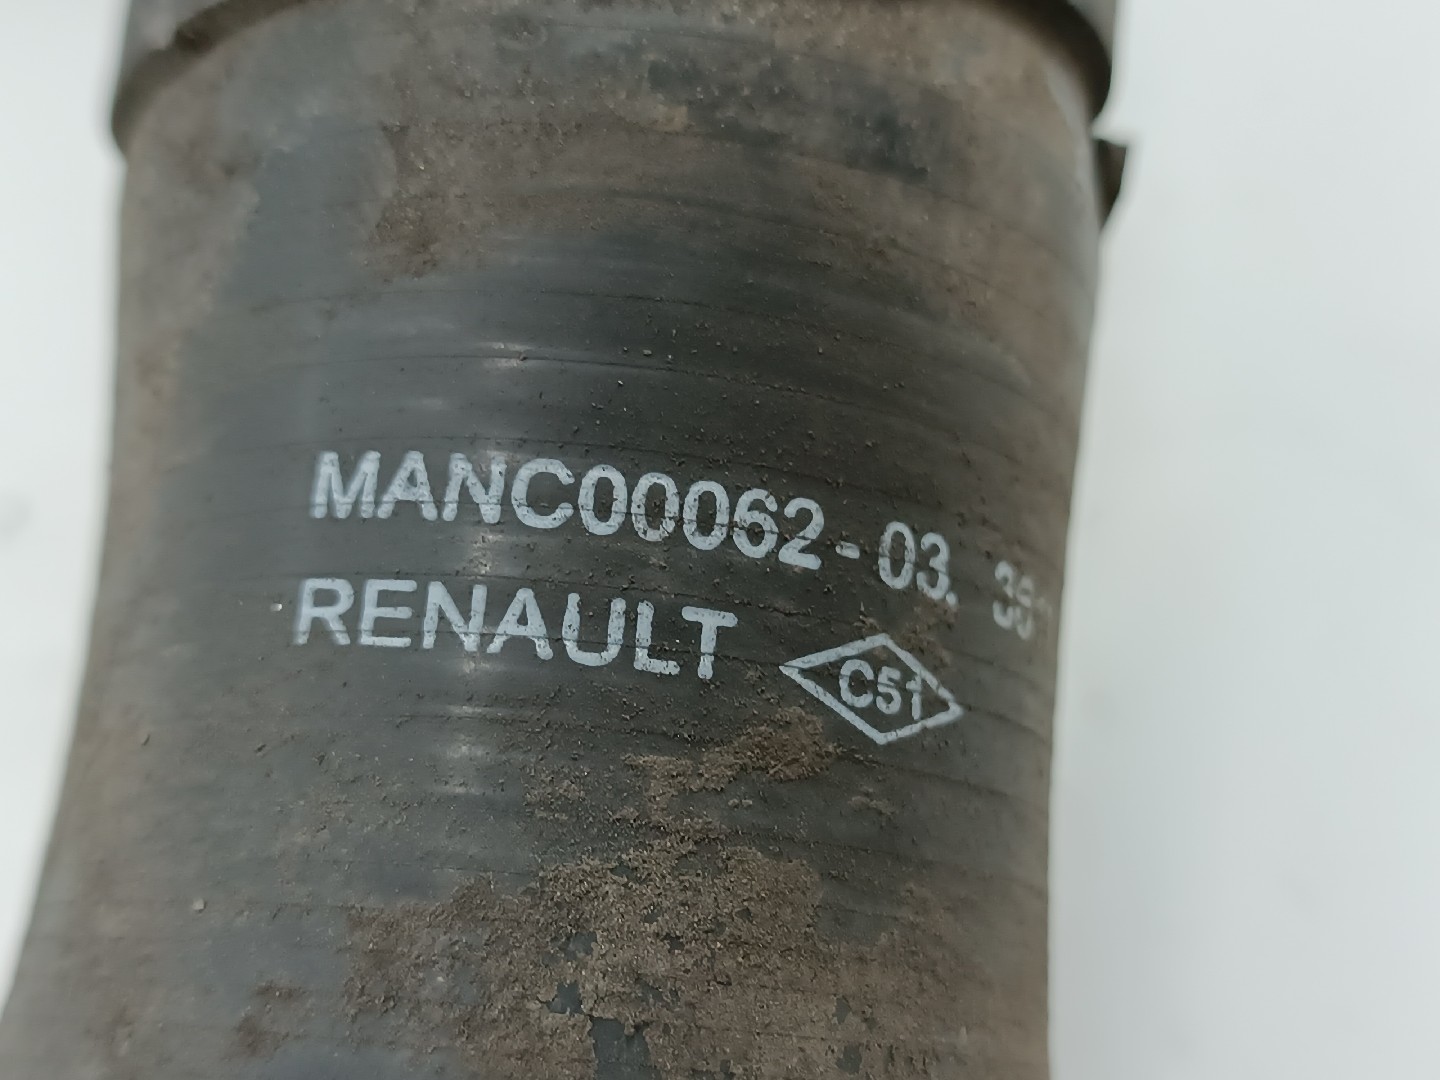 MANC00062-03.
RENAULT C51